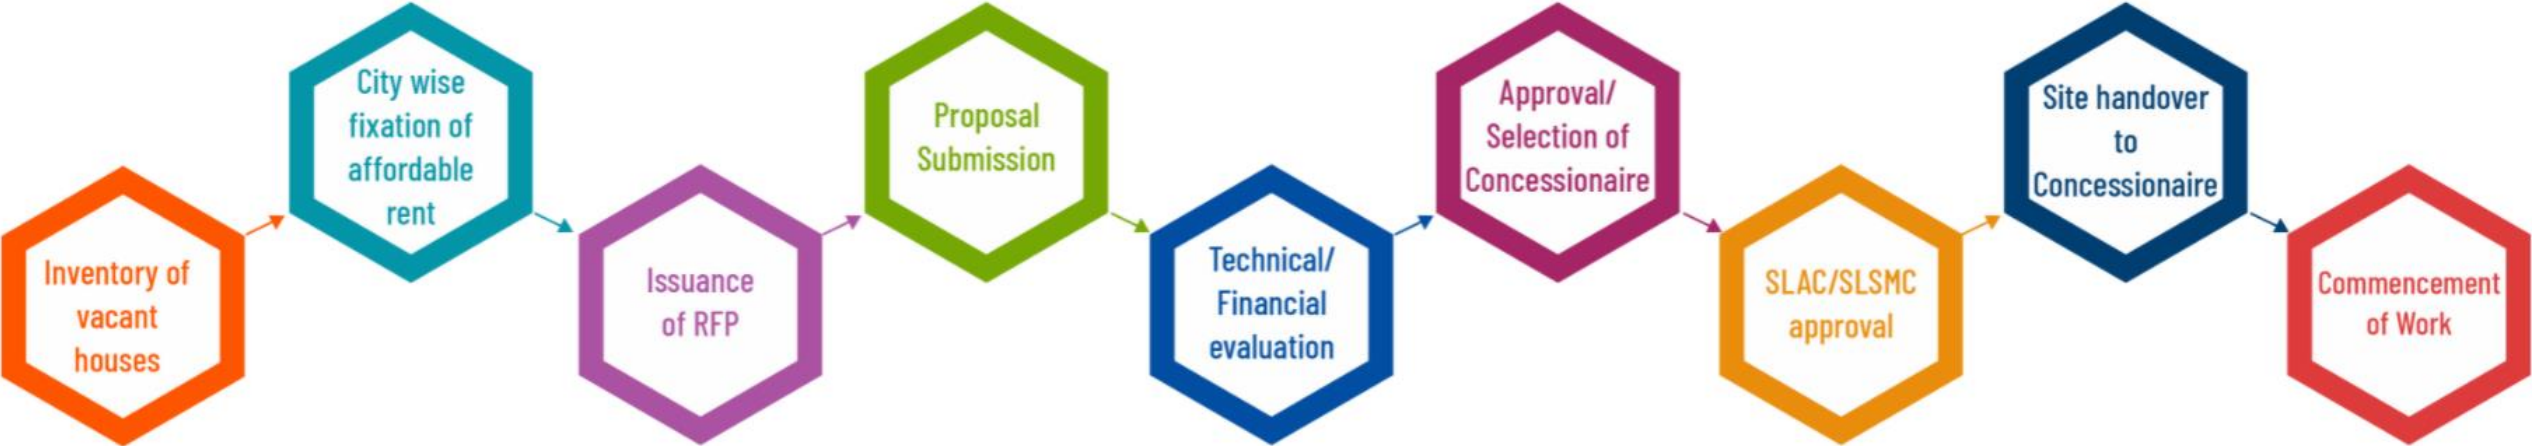 Inventory of
vacant
houses
City wise
fixation of
affordable
rent
Issuance
of RFP
Proposal
Submission
Technical/
Financial
evaluation
Approval/
Selection of
Concessionaire
SLAC/SLSMC
approval
Site handover
to
Concessionaire
Commencement
of Work